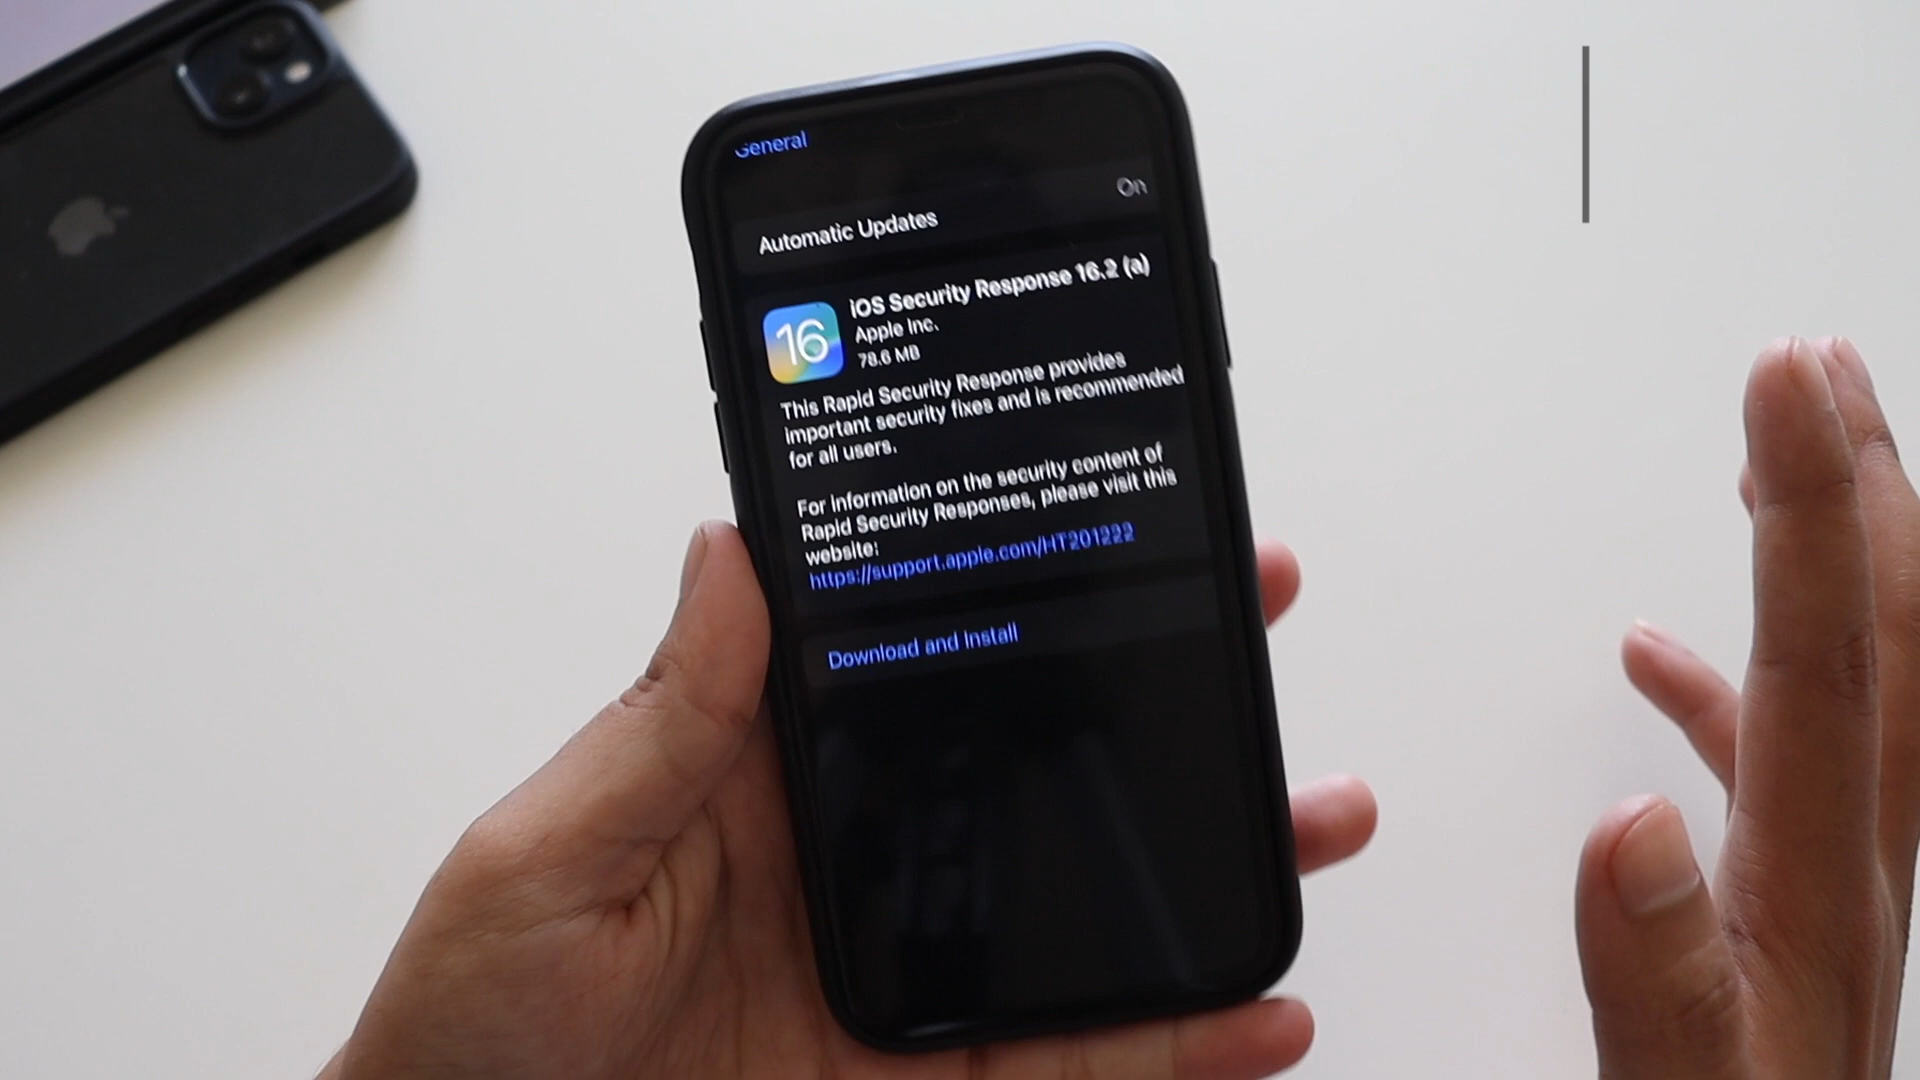 General
Automatic Updates On
16
iOS Security Response 16.2 (a)
Apple Inc.
78.6 MB
This Rapid Security Response provides
important security fixes and is recommended
for all users.
For information on the security content of
Rapid Security Responses, please visit this
website:
https://support.apple.com/HT201222
Download and Install